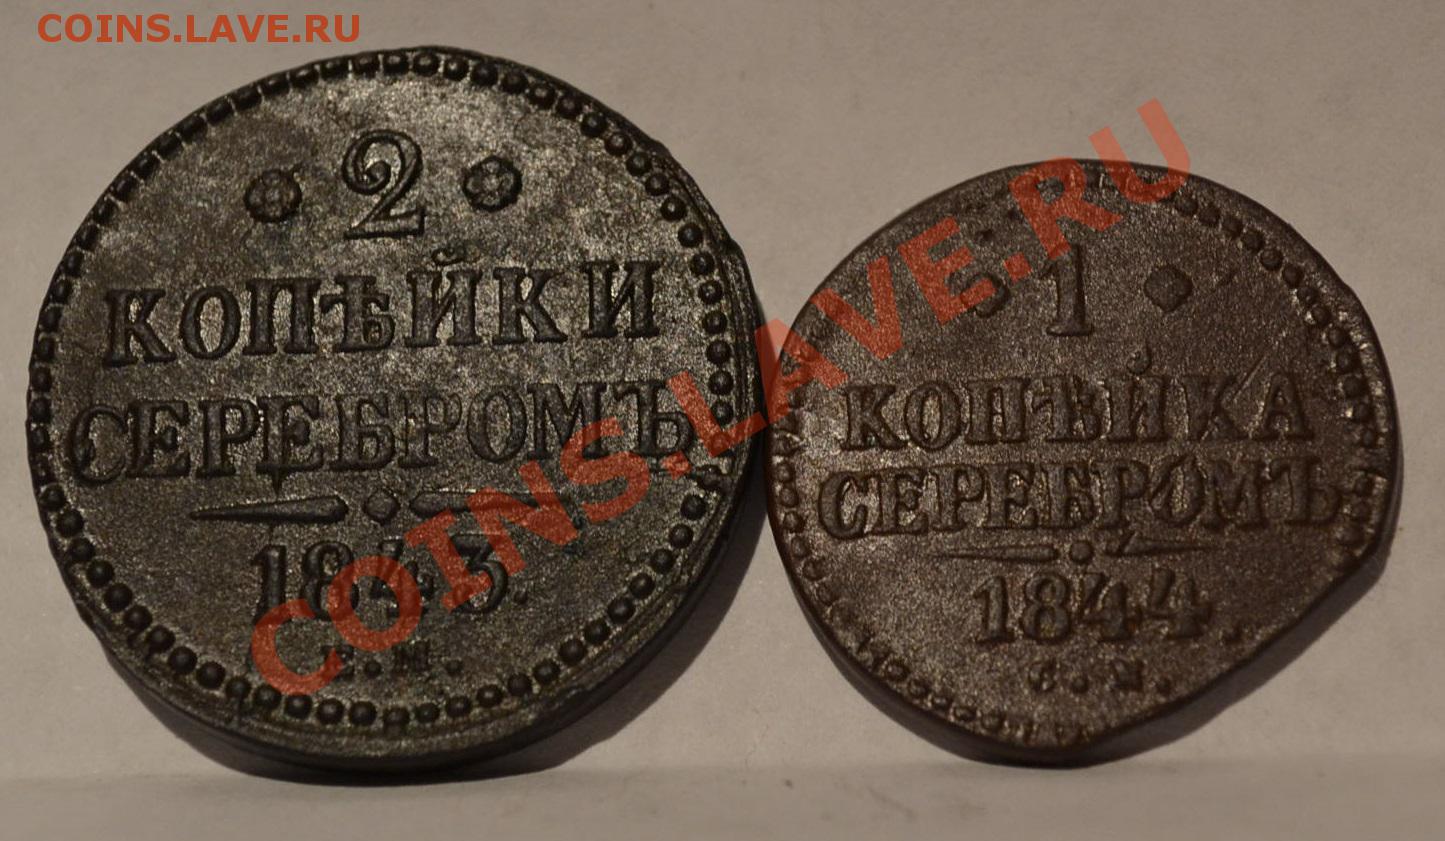 COINS.LAVE.RU
2
КОПѢЙКИ
СЕРЕБРОМЪ.
1843.
Е.М.
1
КОПѢЙКА
СЕРЕБРОМЪ
1844.
COINS.LAVE.RU